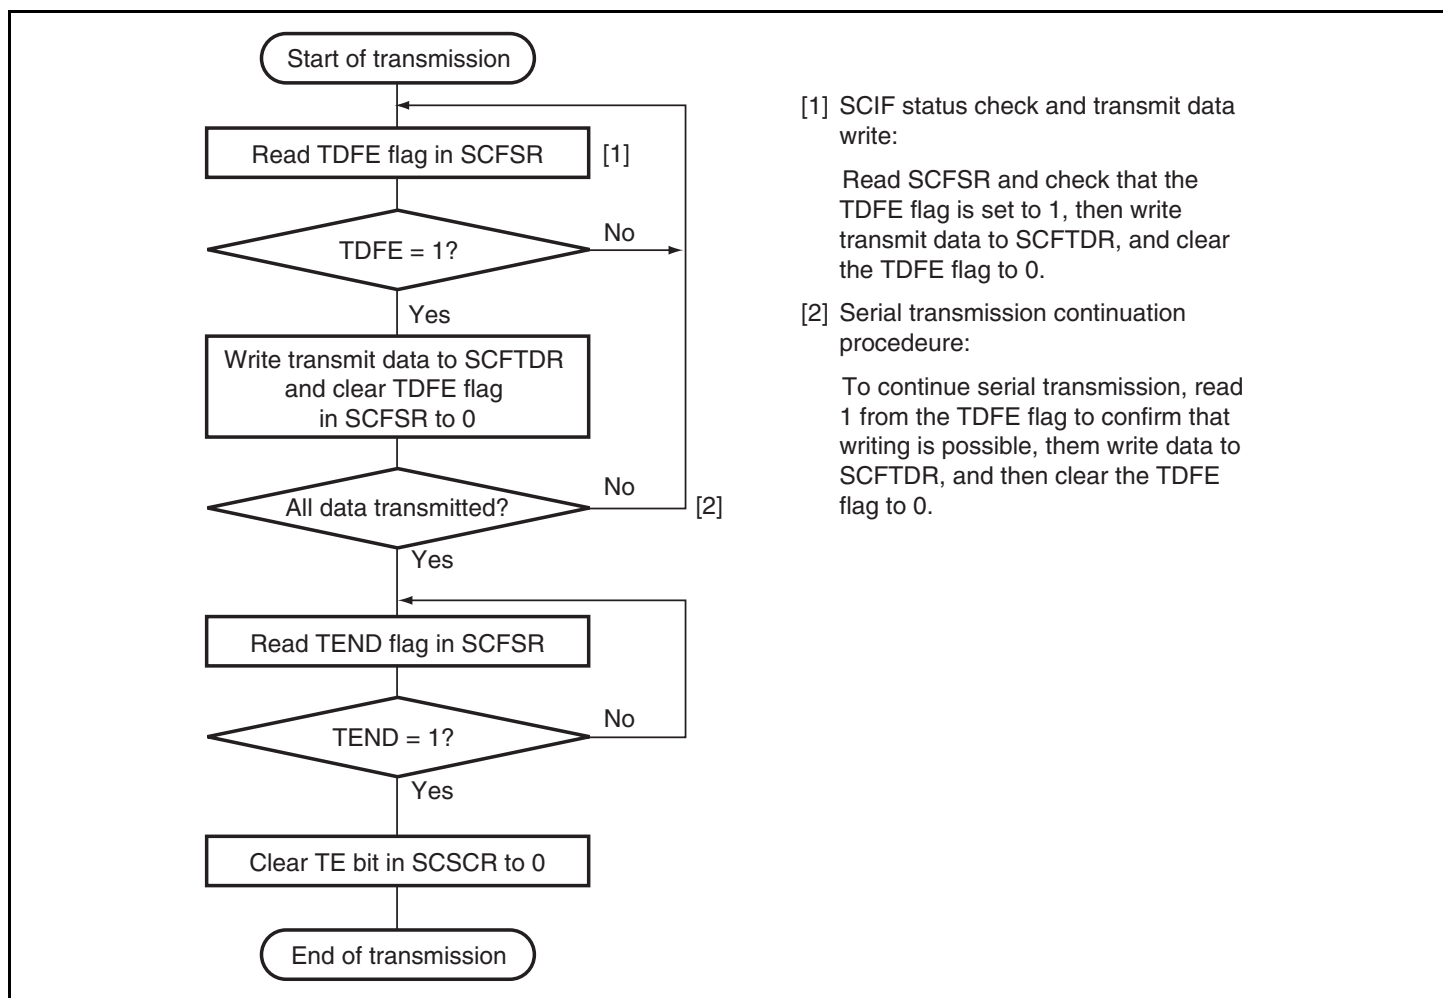 Start of transmission
Read TDFE flag in SCFSR
[1]
TDFE = 1?
No
Yes
Write transmit data to SCFTDR
and clear TDFE flag
in SCFSR to 0
All data transmitted?
No
[2]
Yes
Read TEND flag in SCFSR
TEND = 1?
No
Yes
Clear TE bit in SCSCR to 0
End of transmission
[1] SCIF status check and transmit data
write:
Read SCFSR and check that the
TDFE flag is set to 1, then write
transmit data to SCFTDR, and clear
the TDFE flag to 0.
[2] Serial transmission continuation
procedeure:
To continue serial transmission, read
1 from the TDFE flag to confirm that
writing is possible, them write data to
SCFTDR, and then clear the TDFE
flag to 0.